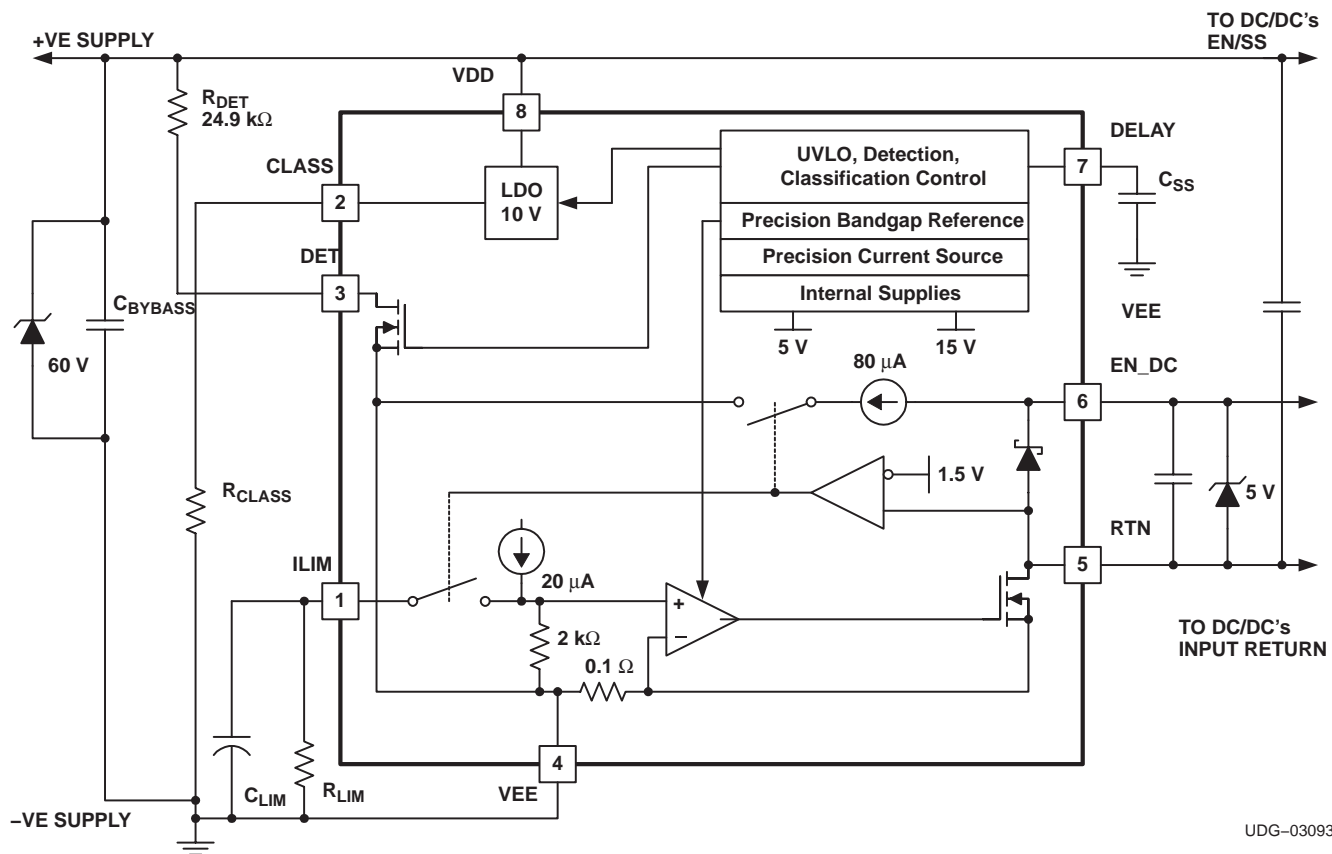 TO DC/DC's
EN/SS
+VE SUPPLY
VDD
RDET
24.9 kΩ
8
DELAY
CLASS
UVLO, Detection,
Classification Control
7
CSS
2
LDO
10 V
Precision Bandgap Reference
DET
Precision Current Source
3
Internal Supplies
CBYBASS
VEE
60 V
5 V
15 V
80 µA
EN_DC
6
1.5 V
RCLASS
5 V
RTN
ILIM
5
1
20 µA
+
−
2 kΩ
0.1 Ω
TO DC/DC's
INPUT RETURN
4
CLIM
RLIM
VEE
−VE SUPPLY
UDG−03093